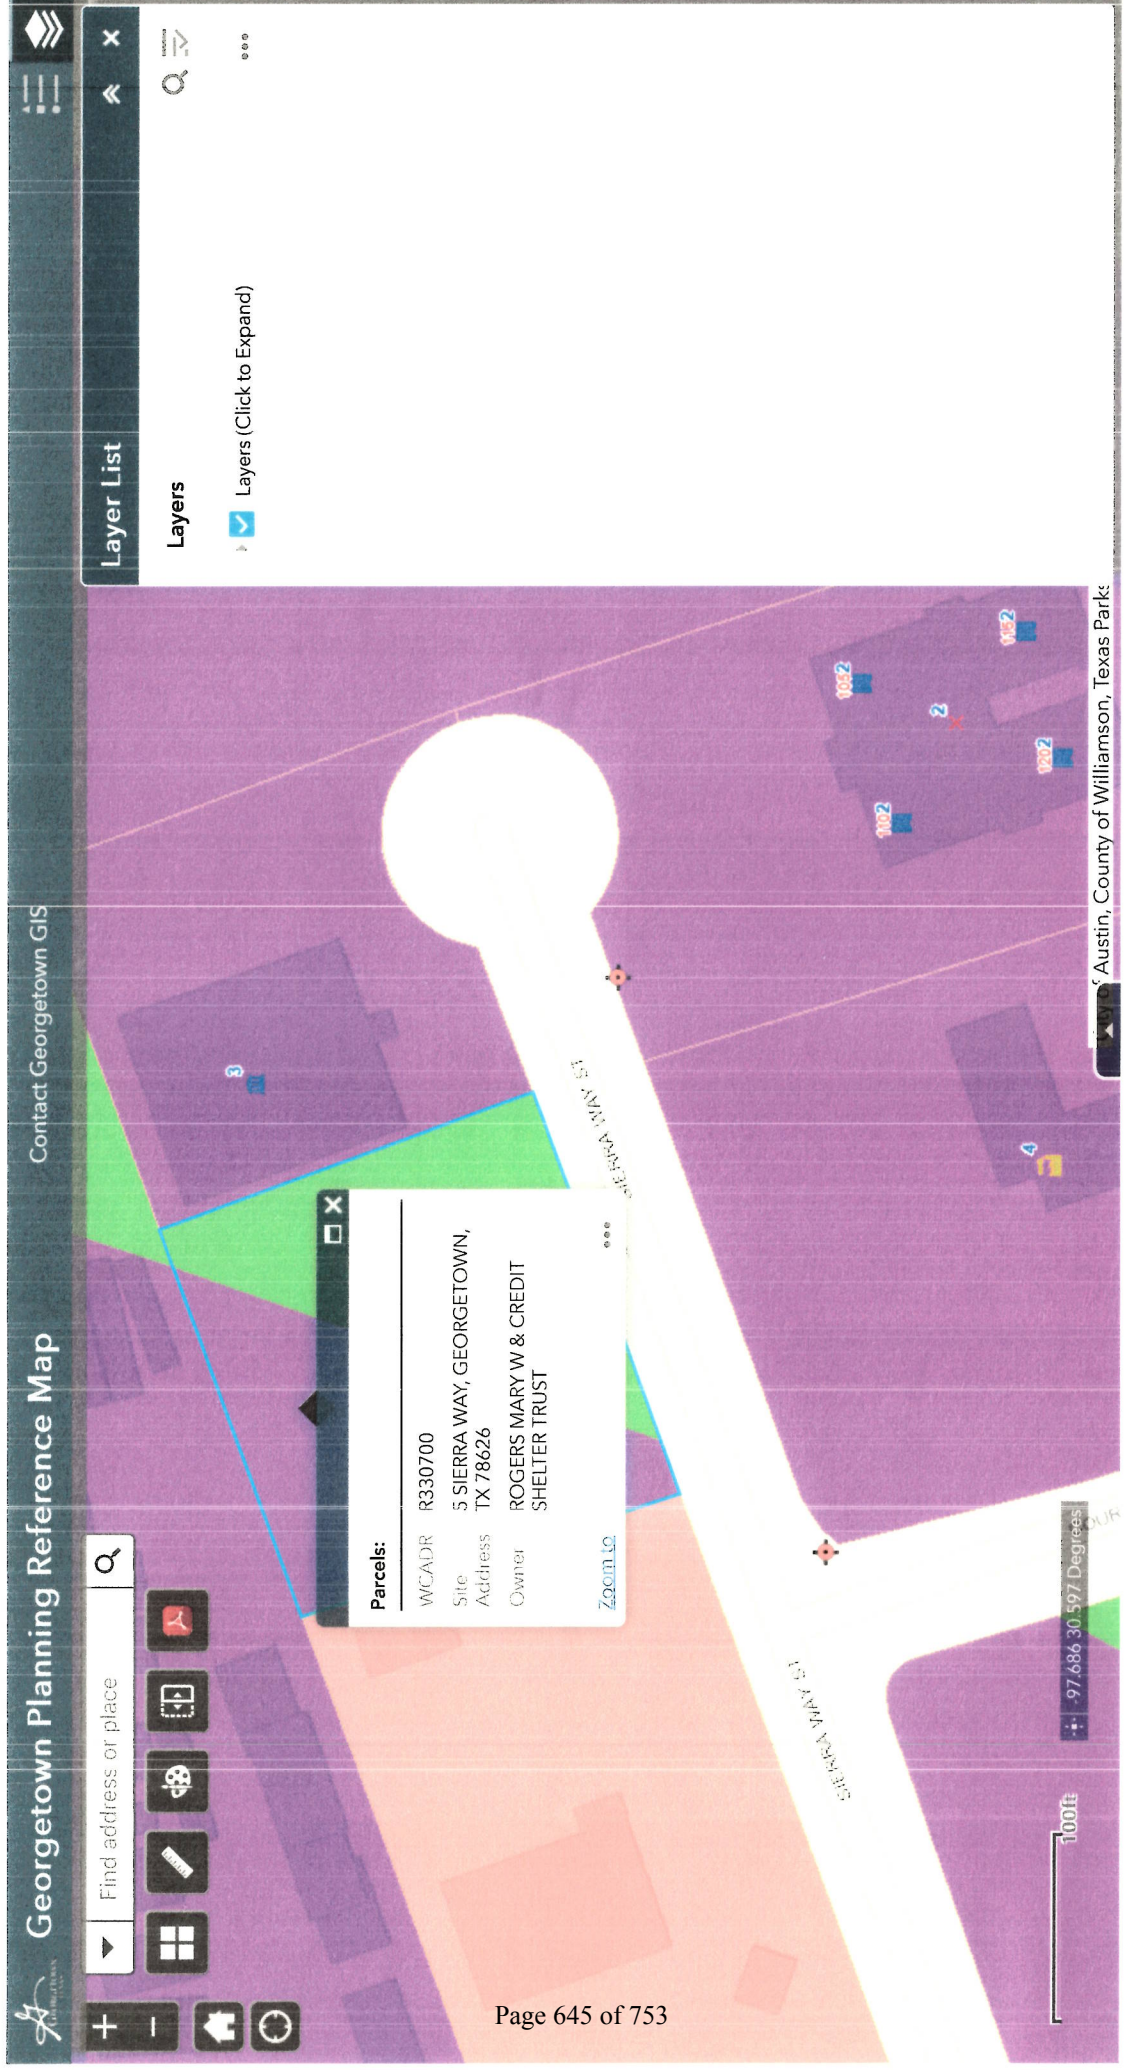 Georgetown Planning Reference Map
Contact Georgetown GIS
Find address or place
Layer List
Layers
Layers (Click to Expand)
Parcels:
WCADR R330700
Site Address 5 SIERRA WAY, GEORGETOWN,
TX 78626
Owner ROGERS MARY W & CREDIT
SHELTER TRUST
Zoom to
3
SIERRA WAY ST
SIERRA WAY ST
4
1052
1152
2
1102
1202
100ft
-97.686 30.597 Degrees
City of Austin, County of Williamson, Texas Parks
Page 645 of 753